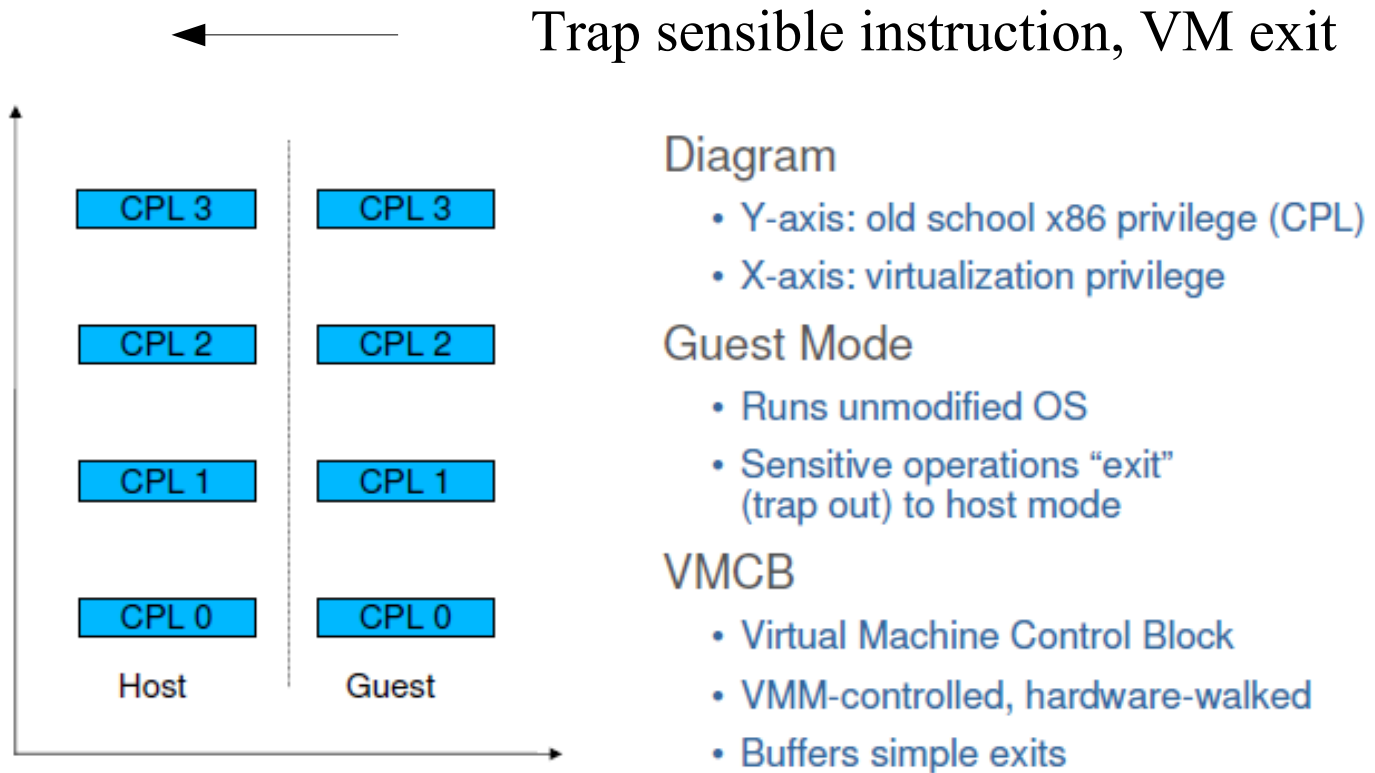 Trap sensible instruction, VM exit
CPL 3
CPL 3
CPL 2
CPL 2
CPL 1
CPL 1
CPL 0
CPL 0
Host
Guest
Diagram
• Y-axis: old school x86 privilege (CPL)
• X-axis: virtualization privilege
Guest Mode
• Runs unmodified OS
• Sensitive operations “exit”
(trap out) to host mode
VMCB
• Virtual Machine Control Block
• VMM-controlled, hardware-walked
• Buffers simple exits